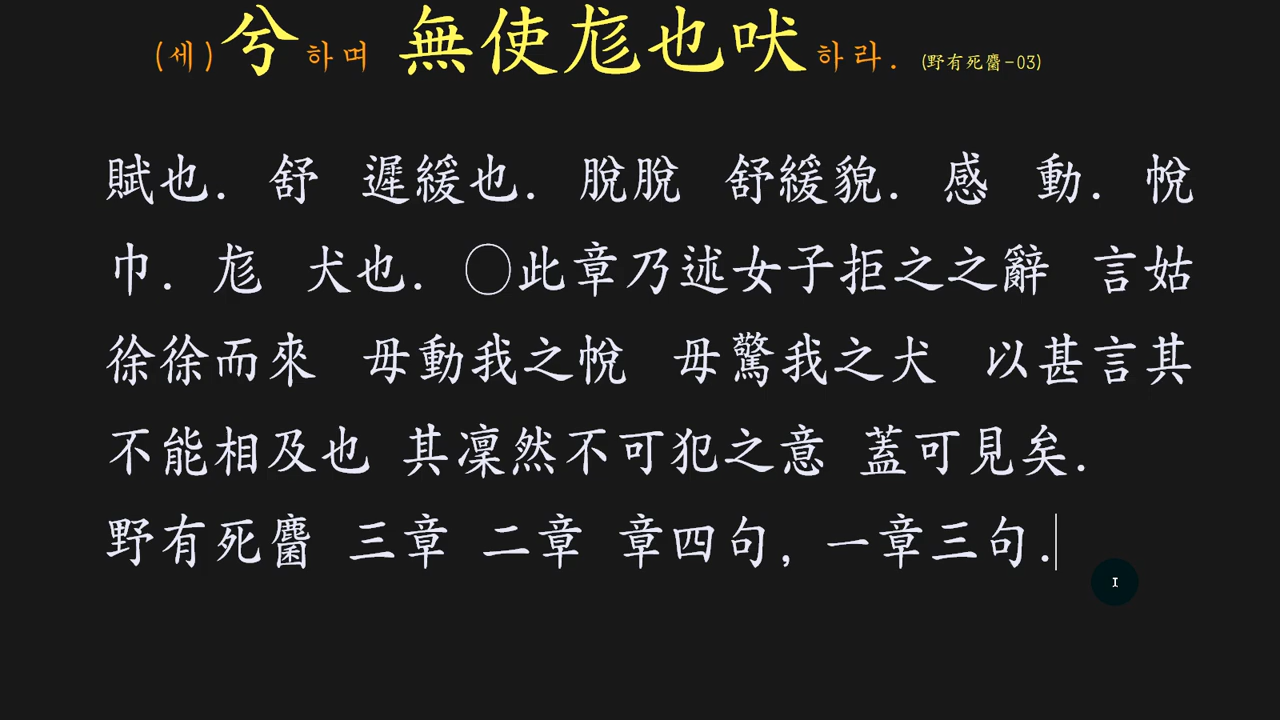 (세)兮하며 無使尨也吠하라. (野有死麕-03)
賦也. 舒 遲緩也. 脫脫 舒緩貌. 感 動. 帨
巾. 尨 犬也. ◯此章乃述女子拒之之辭 言姑
徐徐而來 毋動我之帨 毋驚我之犬 以甚言其
不能相及也 其凜然不可犯之意 蓋可見矣.
野有死麕 三章 二章 章四句, 一章三句.